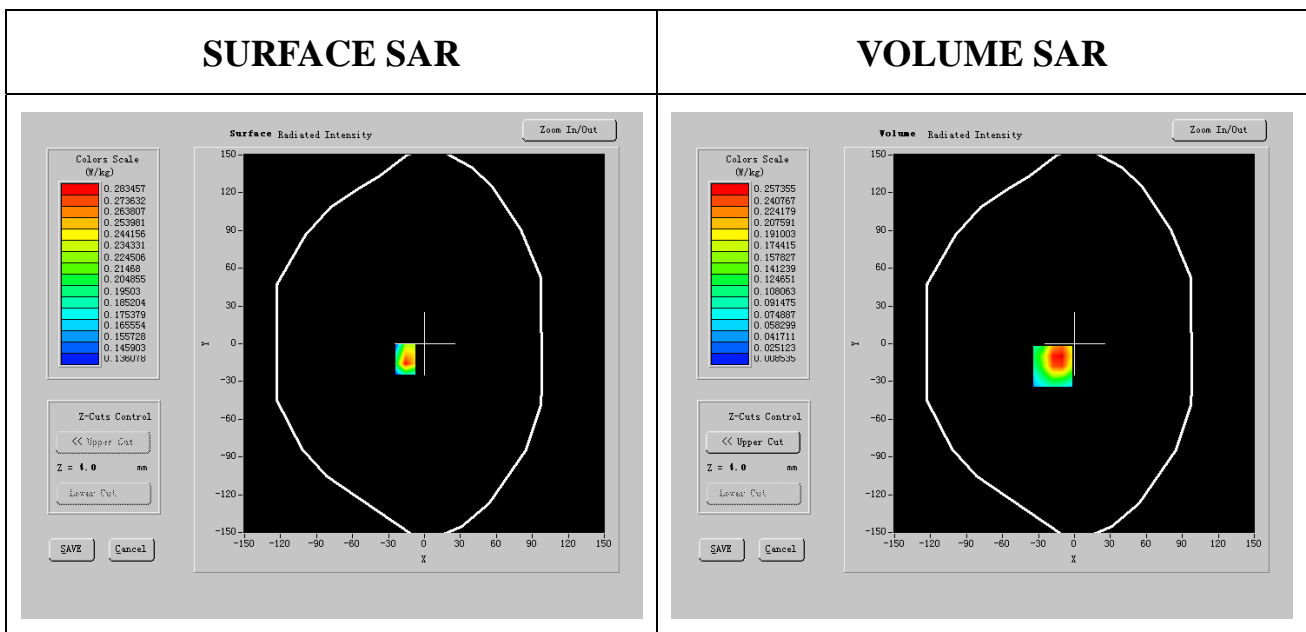 SURFACE SAR
VOLUME SAR
Surface Radiated Intensity
Zoom In/Out
Colors Scale
(W/kg)
0.283457
0.273632
0.263807
0.253981
0.244156
0.234331
0.224506
0.21468
0.204855
0.19503
0.185204
0.175379
0.165554
0.155728
0.145903
0.136078
150
120
90
60
30
0
-30
-60
-90
-120
-150
Y
-150 -120 -90 -60 -30 0 30 60 90 120 150
X
Z-Cuts Control
<< Upper Cut
Z = 4.0 mm
Lower Cut
SAVE Cancel
Volume Radiated Intensity
Zoom In/Out
Colors Scale
(W/kg)
0.257355
0.240767
0.224179
0.207591
0.191003
0.174415
0.157827
0.141239
0.124651
0.108063
0.091475
0.074887
0.058299
0.041711
0.025123
0.008535
150
120
90
60
30
0
-30
-60
-90
-120
-150
Y
-150 -120 -90 -60 -30 0 30 60 90 120 150
X
Z-Cuts Control
<< Upper Cut
Z = 4.0 mm
Lower Cut
SAVE Cancel